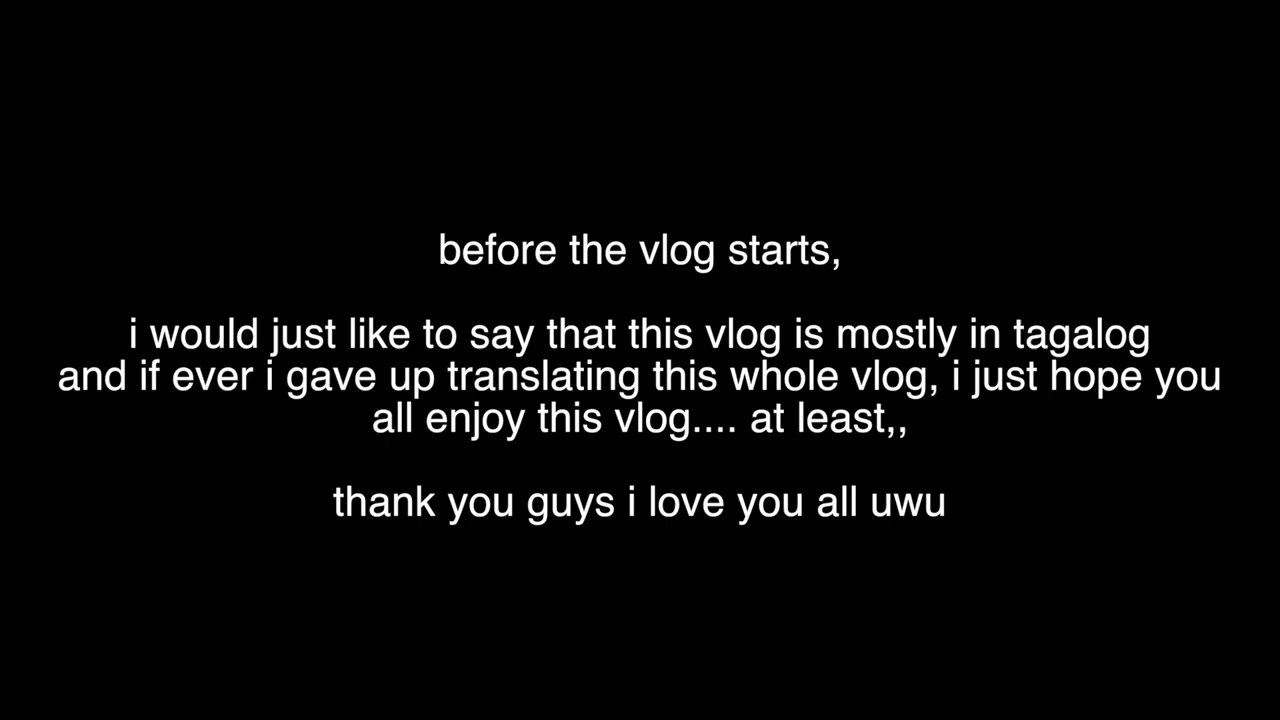 before the vlog starts,
i would just like to say that this vlog is mostly in tagalog
and if ever i gave up translating this whole vlog, i just hope you
all enjoy this vlog.... at least,,
thank you guys i love you all uwu